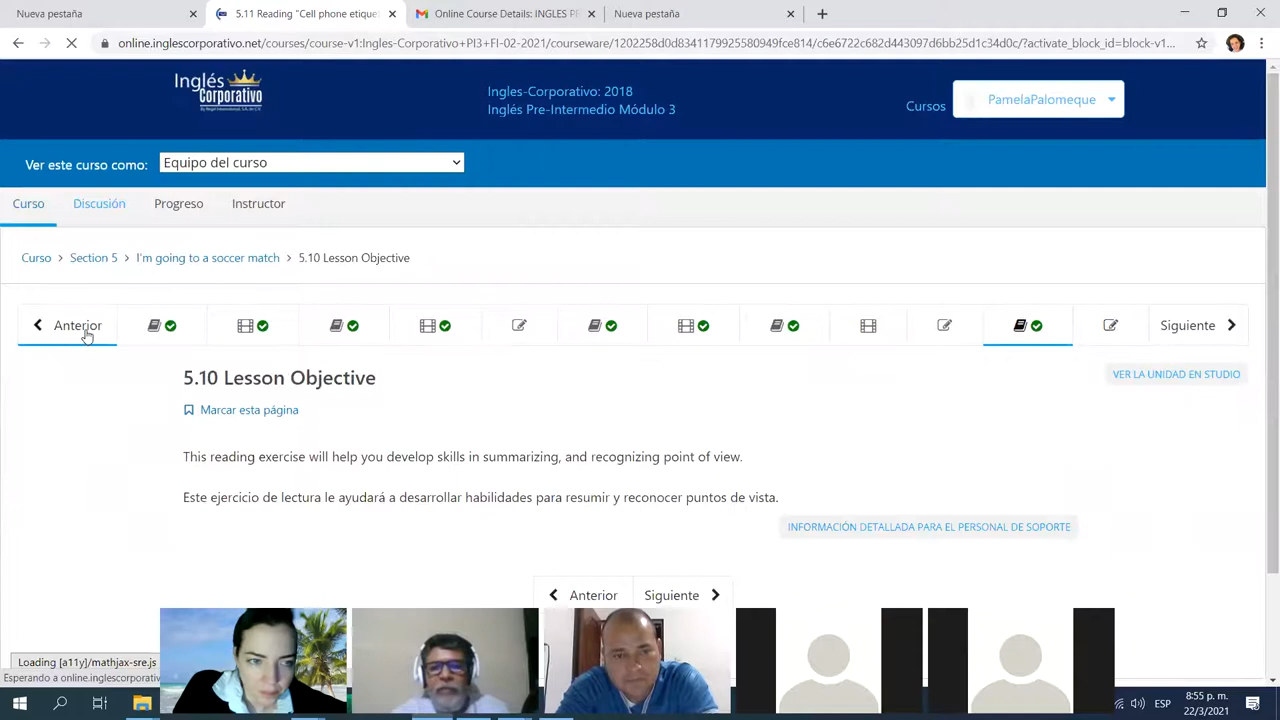 Nueva pestaña
5.11 Reading "Cell phone etique
Online Course Details: INGLES PR
Nueva pestaña
online.inglescorporativo.net/courses/course-v1:Ingles-Corporativo+PI3+FI-02-2021/courseware/1202258d0d8341179925580949fce814/c6e6722c682d443097d6bb25d1c34d0c/?activate_block_id=block-v1...
Inglés
Corporativo
Ingles-Corporativo: 2018
Inglés Pre-Intermedio Módulo 3
Cursos
PamelaPalomeque
Ver este curso como:
Equipo del curso
Curso
Discusión
Progreso
Instructor
Curso > Section 5 > I'm going to a soccer match > 5.10 Lesson Objective
Anterior
Siguiente
5.10 Lesson Objective
VER LA UNIDAD EN STUDIO
Marcar esta página
This reading exercise will help you develop skills in summarizing, and recognizing point of view.
Este ejercicio de lectura le ayudará a desarrollar habilidades para resumir y reconocer puntos de vista.
INFORMACIÓN DETALLADA PARA EL PERSONAL DE SOPORTE
Anterior
Siguiente
Loading [a11y]/mathjax-sre.js
Esperando a online.inglescorporativo
ESP
8:55 p. m.
22/3/2021